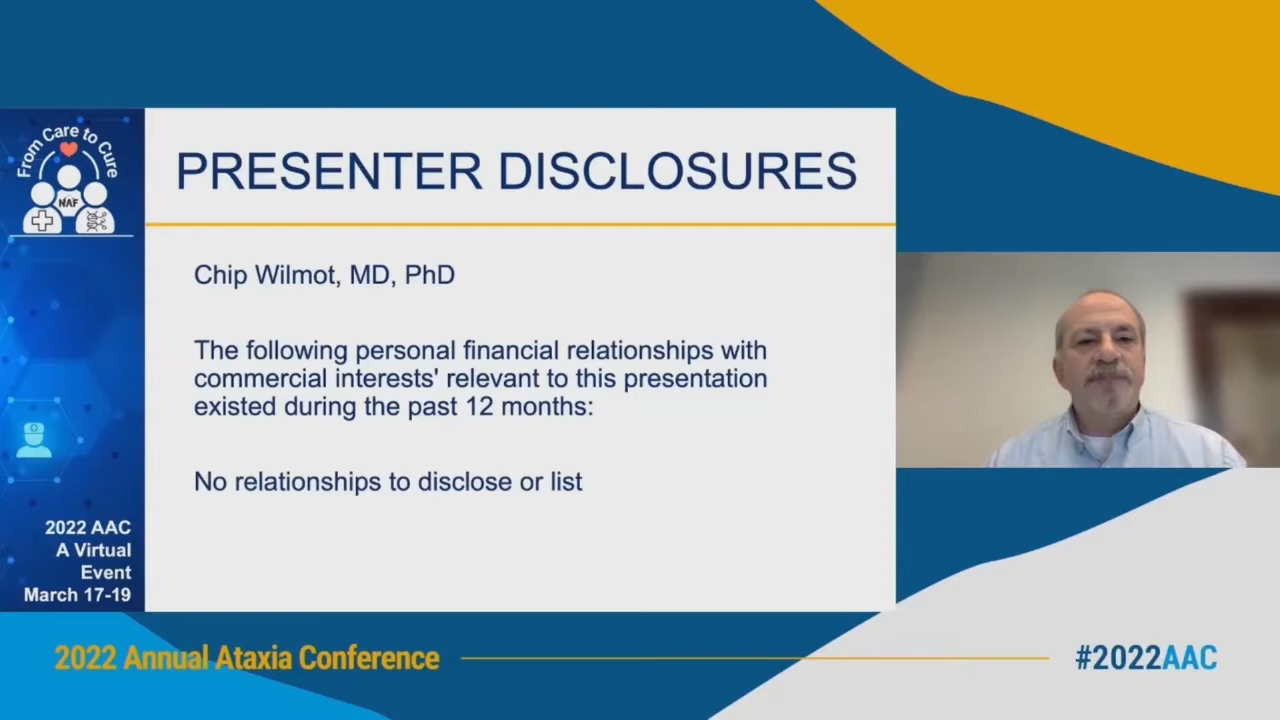 From Care to Cure
NAF
PRESENTER DISCLOSURES
Chip Wilmot, MD, PhD
The following personal financial relationships with
commercial interests' relevant to this presentation
existed during the past 12 months:
No relationships to disclose or list
2022 AAC
A Virtual
Event
March 17-19
2022 Annual Ataxia Conference
#2022AAC